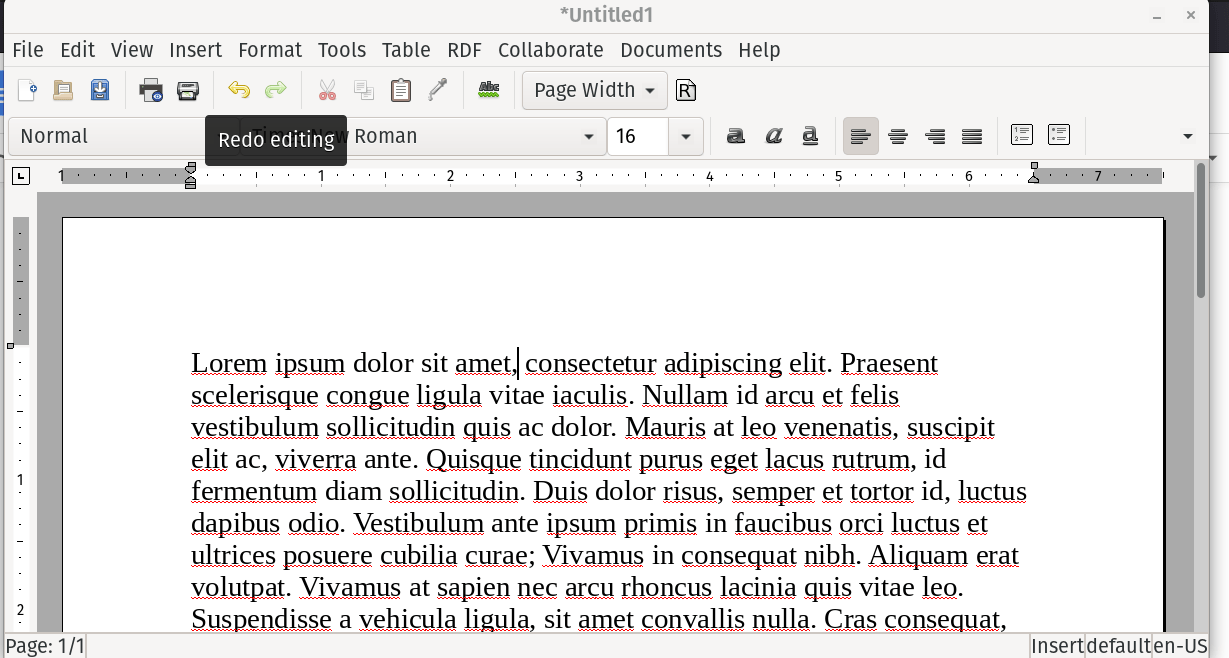 *Untitled1
File Edit View Insert Format Tools Table RDF Collaborate Documents Help
Abc Page Width R
Normal Roman 16 a a a
Redo editing
1 1 2 3 4 5 6 7
Lorem ipsum dolor sit amet, consectetur adipiscing elit. Praesent
scelerisque congue ligula vitae iaculis. Nullam id arcu et felis
vestibulum sollicitudin quis ac dolor. Mauris at leo venenatis, suscipit
elit ac, viverra ante. Quisque tincidunt purus eget lacus rutrum, id
1
fermentum diam sollicitudin. Duis dolor risus, semper et tortor id, luctus
dapibus odio. Vestibulum ante ipsum primis in faucibus orci luctus et
ultrices posuere cubilia curae; Vivamus in consequat nibh. Aliquam erat
volutpat. Vivamus at sapien nec arcu rhoncus lacinia quis vitae leo.
2
Suspendisse a vehicula ligula, sit amet convallis nulla. Cras consequat,
Page: 1/1 Insert default en-US